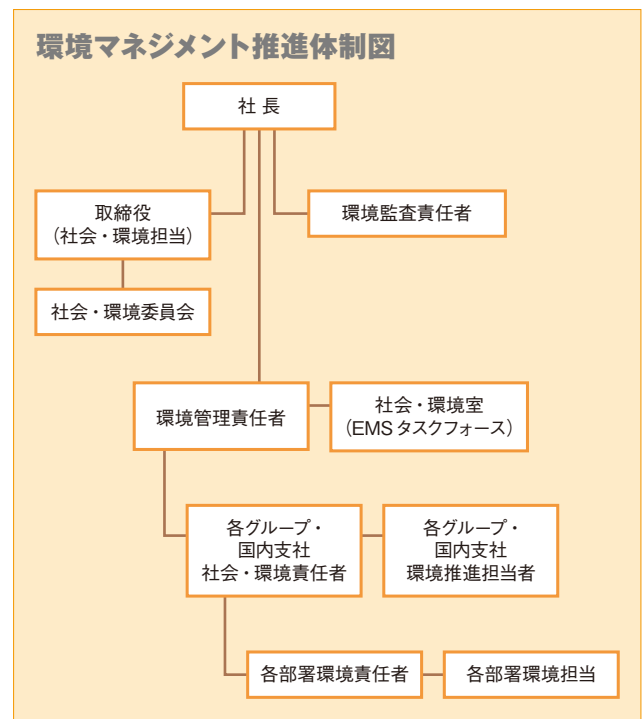 環境マネジメント推進体制図
社 長
取締役
（社会・環境担当）
環境監査責任者
社会・環境委員会
環境管理責任者
社会・環境室
（EMS タスクフォース）
各グループ・
国内支社
社会・環境責任者
各グループ・
国内支社
環境推進担当者
各部署環境責任者
各部署環境担当